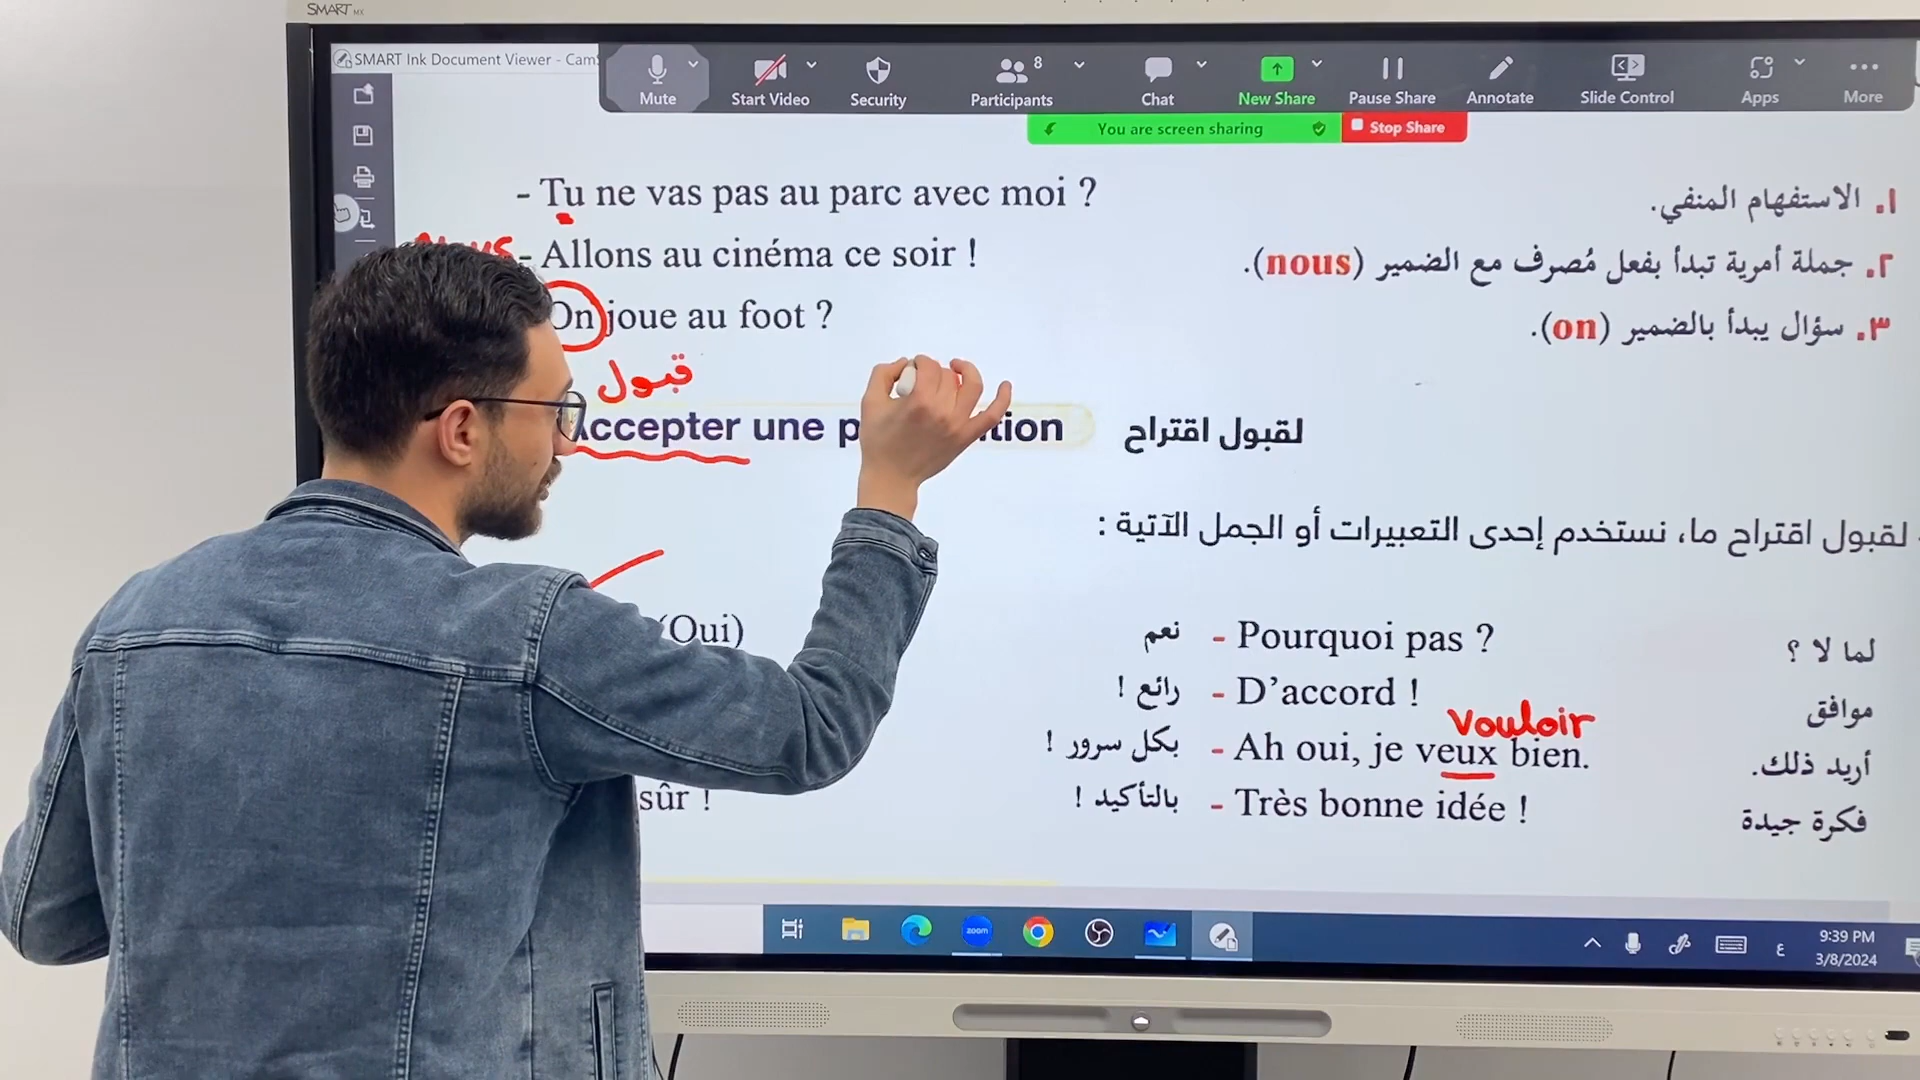 SMART MX
SMART Ink Document Viewer - Cam
Mute
Start Video
Security
Participants 8
Chat
New Share
Pause Share
Annotate
Slide Control
Apps
More
You are screen sharing
Stop Share
- Tu ne vas pas au parc avec moi ?
١. الاستفهام المنفي.
- Allons au cinéma ce soir !
٢. جملة أمرية تبدأ بفعل مُصرف مع الضمير (nous).
On joue au foot ?
٣. سؤال يبدأ بالضمير (on).
قبول
Accepter une p tion
لقبول اقتراح
لقبول اقتراح ما، نستخدم إحدى التعبيرات أو الجمل الآتية :
(Oui)
نعم
- Pourquoi pas ?
لما لا ؟
رائع !
- D’accord !
موافق
vouloir
بكل سرور !
- Ah oui, je veux bien.
أريد ذلك.
sûr !
بالتأكيد !
- Très bonne idée !
فكرة جيدة
zoom
ع
9:39 PM
3/8/2024